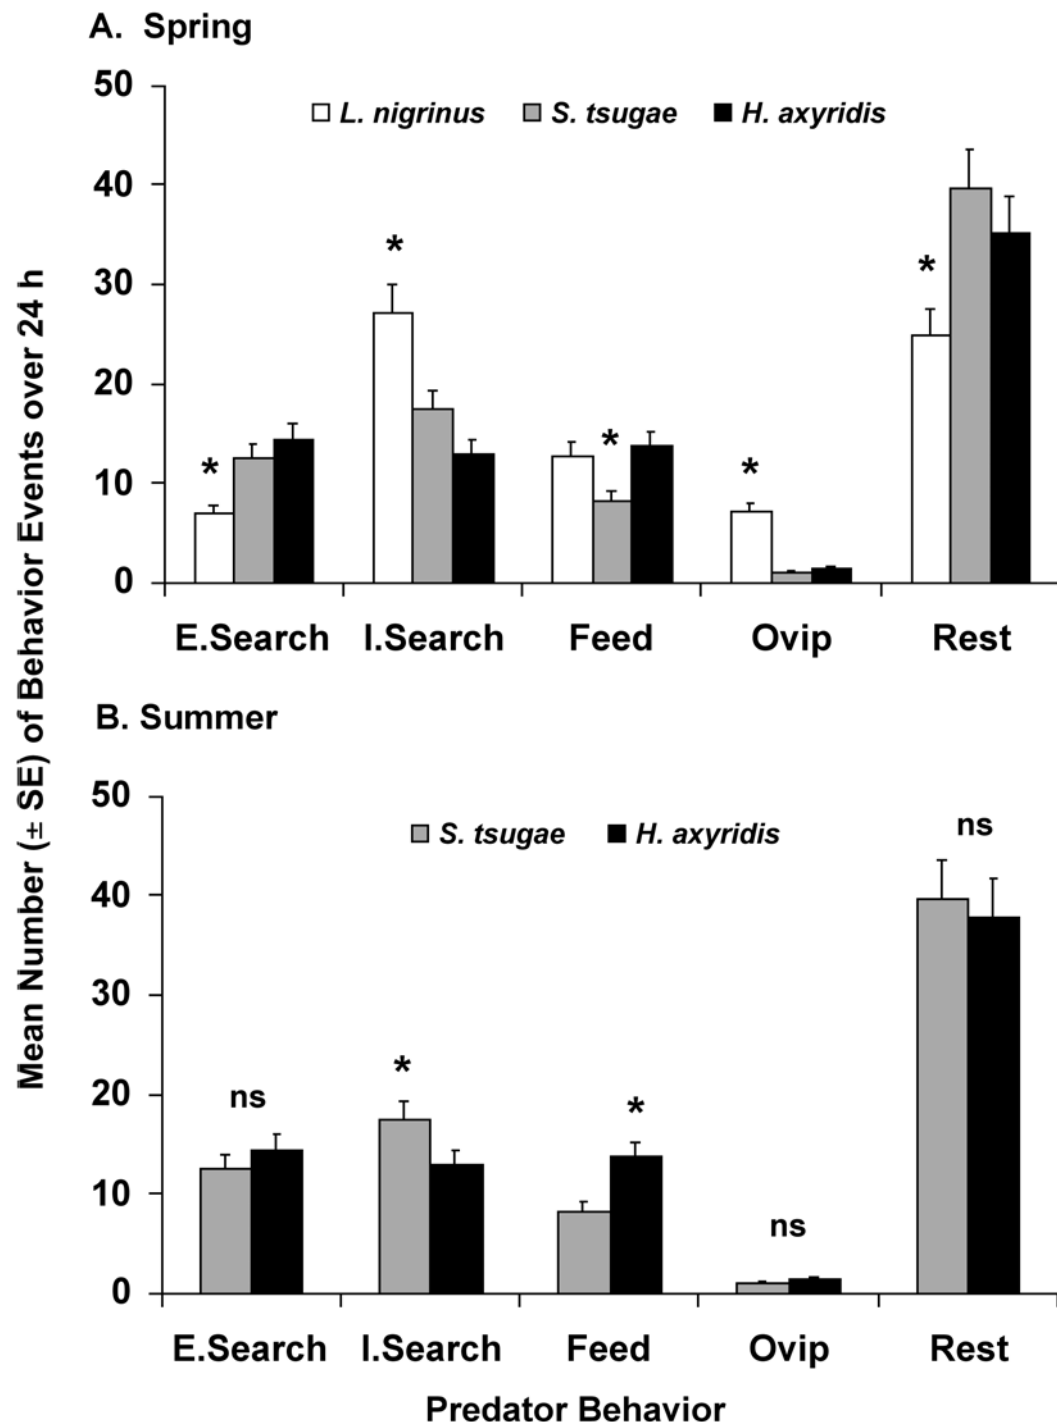 A. Spring
50
L. nigrinus S. tsugae H. axyridis
40
*
*
30
20
*
*
*
10
0
E.Search I.Search Feed Ovip Rest
Mean Number (± SE) of Behavior Events over 24 h
B. Summer
50
S. tsugae H. axyridis
ns
40
30
20
ns
*
*
10
ns
0
E.Search I.Search Feed Ovip Rest
Predator Behavior